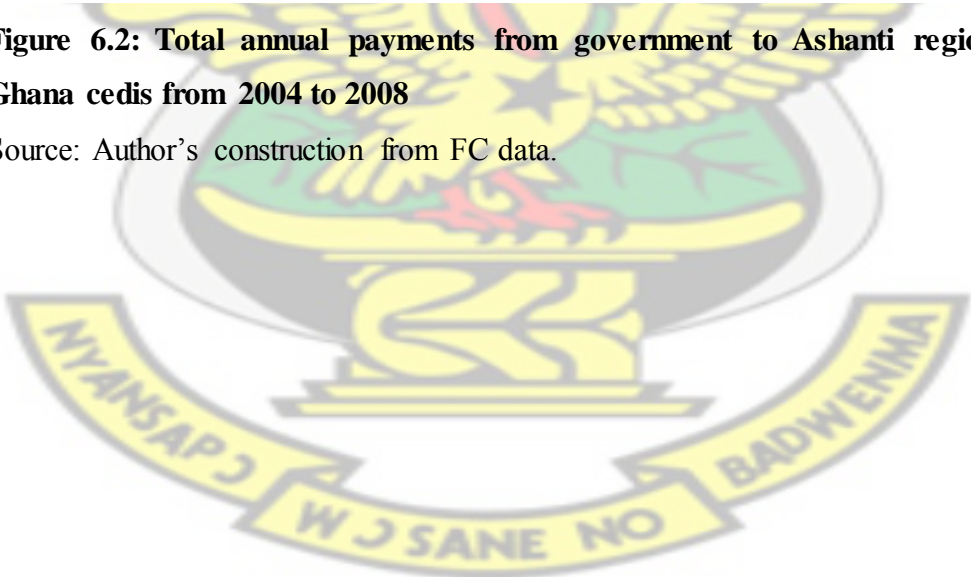 Figure 6.2: Total annual payments from government to Ashanti regio
Ghana cedis from 2004 to 2008
Source: Author's construction from FC data.
NYANSAPƆ
WƆSANE NO
BADWENMA